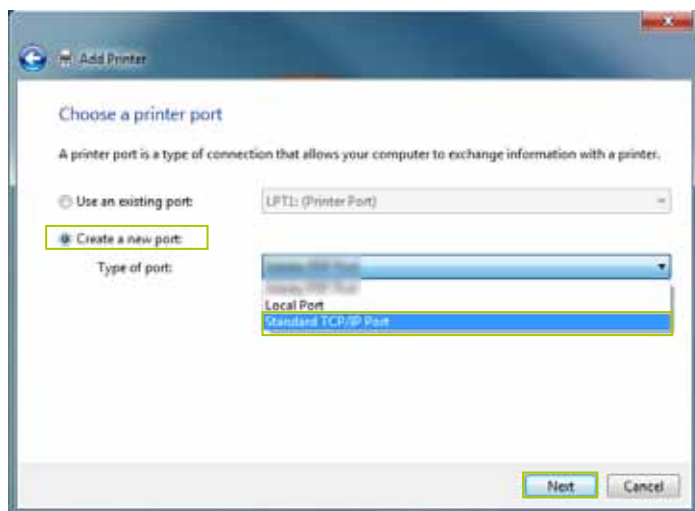 Add Printer
Choose a printer port
A printer port is a type of connection that allows your computer to exchange information with a printer.
Use an existing port: LPT1: (Printer Port)
Create a new port:
Type of port:
Local Port
Standard TCP/IP Port
Next Cancel